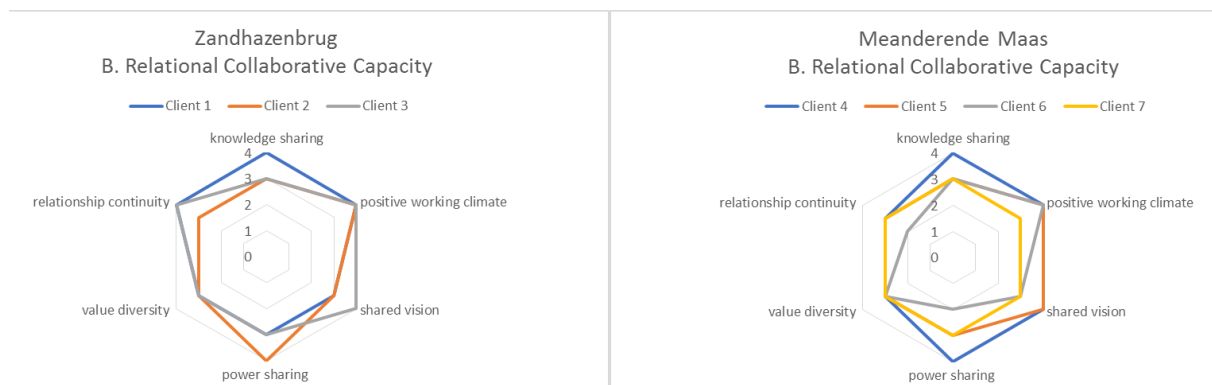 Zandhazenbrug
B. Relational Collaborative Capacity
Client 1 Client 2 Client 3
knowledge sharing
4
3
relationship continuity
positive working climate
2
1
0
value diversity
shared vision
power sharing
Meanderende Maas
B. Relational Collaborative Capacity
Client 4 Client 5 Client 6 Client 7
knowledge sharing
4
3
relationship continuity
positive working climate
2
1
0
value diversity
shared vision
power sharing